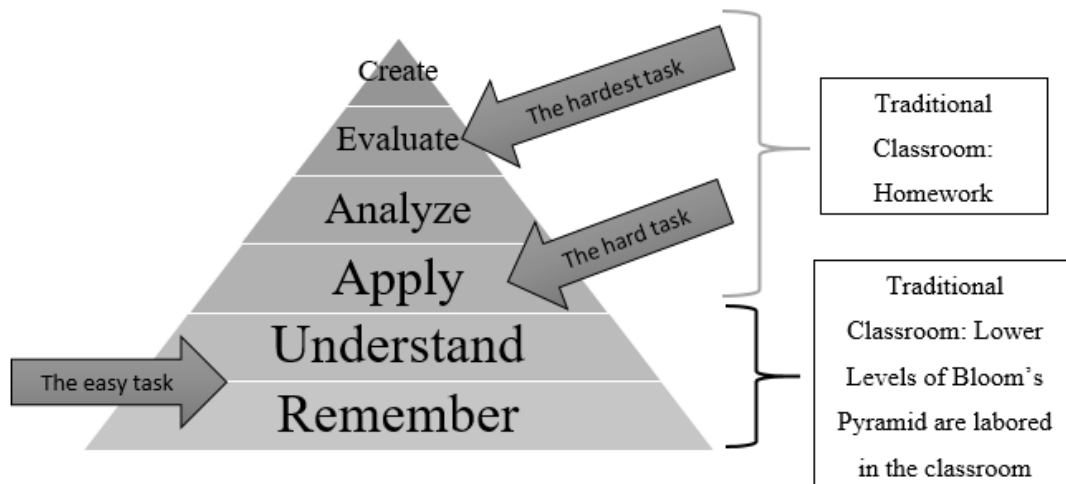 Create
The hardest task
Evaluate
Analyze
The hard task
Apply
Understand
The easy task
Remember
Traditional
Classroom:
Homework
Traditional
Classroom: Lower
Levels of Bloom’s
Pyramid are labored
in the classroom